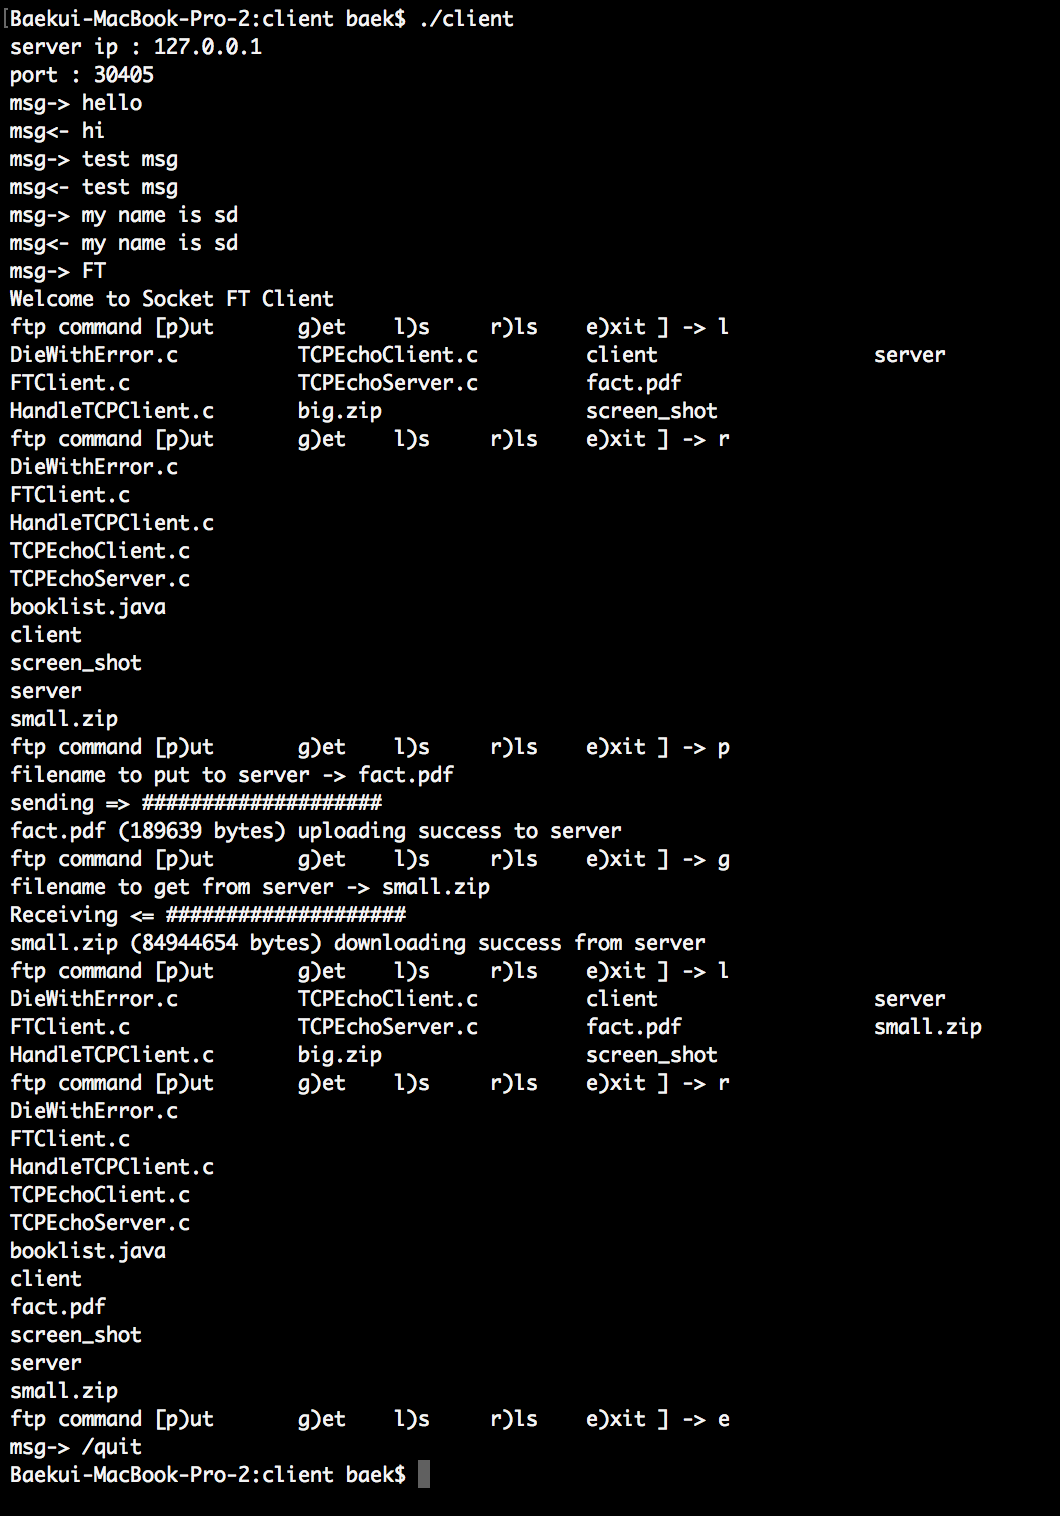 [Baekui-MacBook-Pro-2:client baek$ ./client
server ip : 127.0.0.1
port : 30405
msg-> hello
msg<- hi
msg-> test msg
msg<- test msg
msg-> my name is sd
msg<- my name is sd
msg-> FT
Welcome to Socket FT Client
ftp command [p)ut       g)et    l)s     r)ls    e)xit ] -> l
DieWithError.c          TCPEchoClient.c         client                  server
FTClient.c              TCPEchoServer.c         fact.pdf
HandleTCPClient.c       big.zip                 screen_shot
ftp command [p)ut       g)et    l)s     r)ls    e)xit ] -> r
DieWithError.c
FTClient.c
HandleTCPClient.c
TCPEchoClient.c
TCPEchoServer.c
booklist.java
client
screen_shot
server
small.zip
ftp command [p)ut       g)et    l)s     r)ls    e)xit ] -> p
filename to put to server -> fact.pdf
sending => ####################
fact.pdf (189639 bytes) uploading success to server
ftp command [p)ut       g)et    l)s     r)ls    e)xit ] -> g
filename to get from server -> small.zip
Receiving <= ####################
small.zip (84944654 bytes) downloading success from server
ftp command [p)ut       g)et    l)s     r)ls    e)xit ] -> l
DieWithError.c          TCPEchoClient.c         client                  server
FTClient.c              TCPEchoServer.c         fact.pdf                small.zip
HandleTCPClient.c       big.zip                 screen_shot
ftp command [p)ut       g)et    l)s     r)ls    e)xit ] -> r
DieWithError.c
FTClient.c
HandleTCPClient.c
TCPEchoClient.c
TCPEchoServer.c
booklist.java
client
fact.pdf
screen_shot
server
small.zip
ftp command [p)ut       g)et    l)s     r)ls    e)xit ] -> e
msg-> /quit
Baekui-MacBook-Pro-2:client baek$